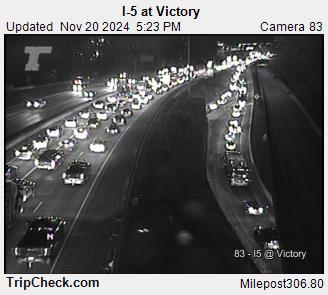 I-5 at Victory
Updated Nov 20 2024 5:23 PM Camera 83
T
83 - I5 @ Victory
TripCheck.com Milepost306.80